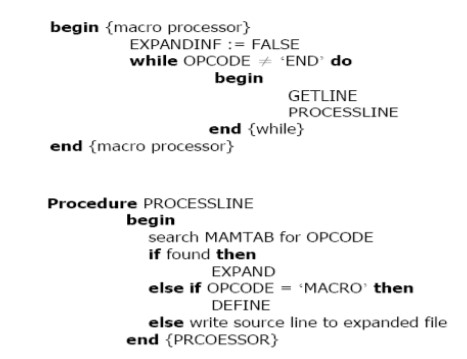 begin {macro processor}
EXPANDINF := FALSE
while OPCODE ≠ ‘END’ do
begin
GETLINE
PROCESSLINE
end {while}
end {macro processor}
Procedure PROCESSLINE
begin
search MAMTAB for OPCODE
if found then
EXPAND
else if OPCODE = ‘MACRO’ then
DEFINE
else write source line to expanded file
end {PRCOESSOR}